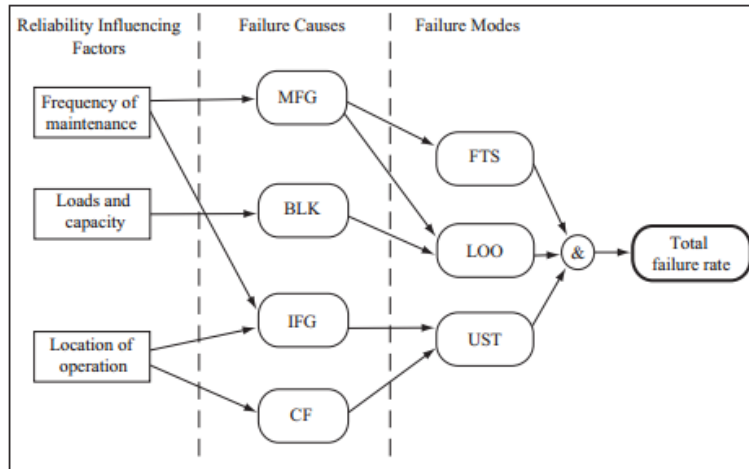 Reliability Influencing
Factors
Failure Causes
Failure Modes
Frequency of
maintenance
MFG
FTS
Loads and
capacity
BLK
LOO
&
Total
failure rate
IFG
UST
Location of
operation
CF